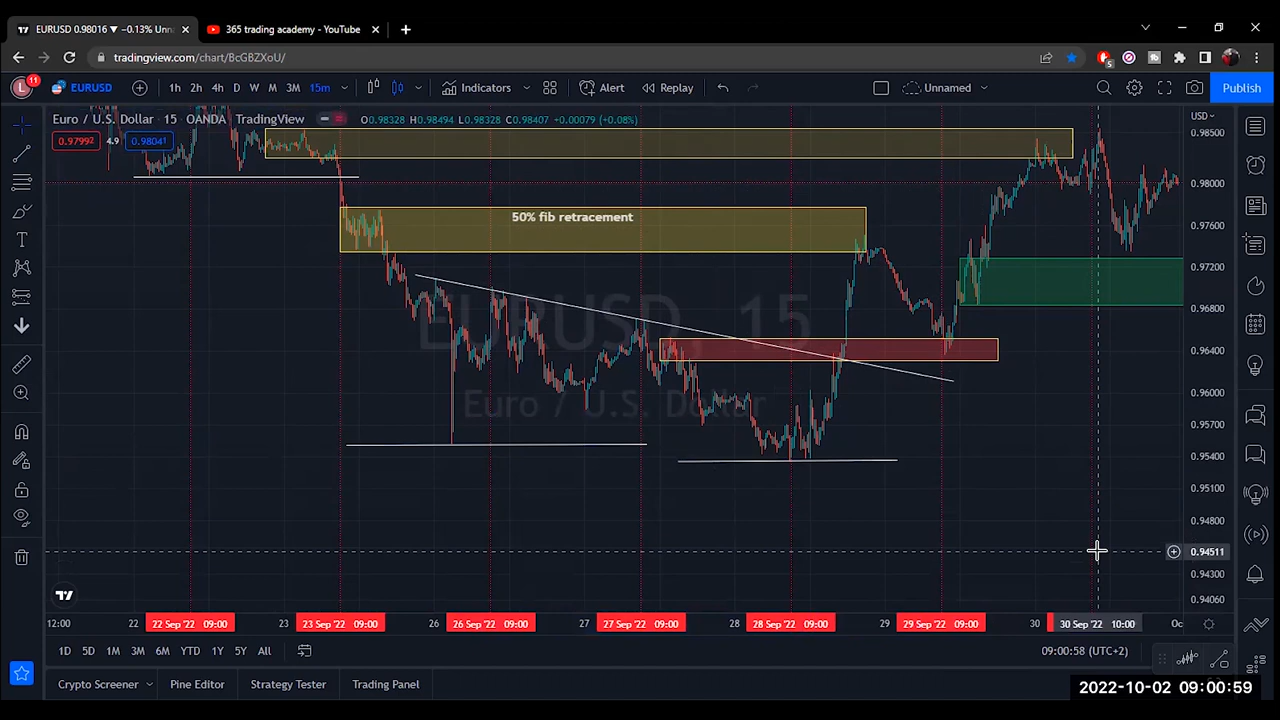 EURUSD 0.98016 ▼ −0.13% Unna
365 trading academy - YouTube
tradingview.com/chart/BcGBZXoU/
11
EURUSD
1h 2h 4h D W M 3M 15m
Indicators
Alert
Replay
Unnamed
Publish
5
Euro / U.S. Dollar · 15 · OANDA · TradingView
O0.98328 H0.98494 L0.98328 C0.98407 +0.00079 (+0.08%)
0.97992 4.9 0.98041
USD
50% fib retracement
EURUSD, 15
Euro / U.S. Dollar
0.98500
0.98000
0.97600
0.97200
0.96800
0.96400
0.96000
0.95700
0.95400
0.95100
0.94800
0.94511
0.94300
0.94060
12:00 22 22 Sep '22 09:00 23 23 Sep '22 09:00 26 26 Sep '22 09:00 27 27 Sep '22 09:00 28 28 Sep '22 09:00 29 29 Sep '22 09:00 30 30 Sep '22 10:00 Oc
1D 5D 1M 3M 6M YTD 1Y 5Y All
09:00:58 (UTC+2)
Crypto Screener Pine Editor Strategy Tester Trading Panel
2022-10-02 09:00:59